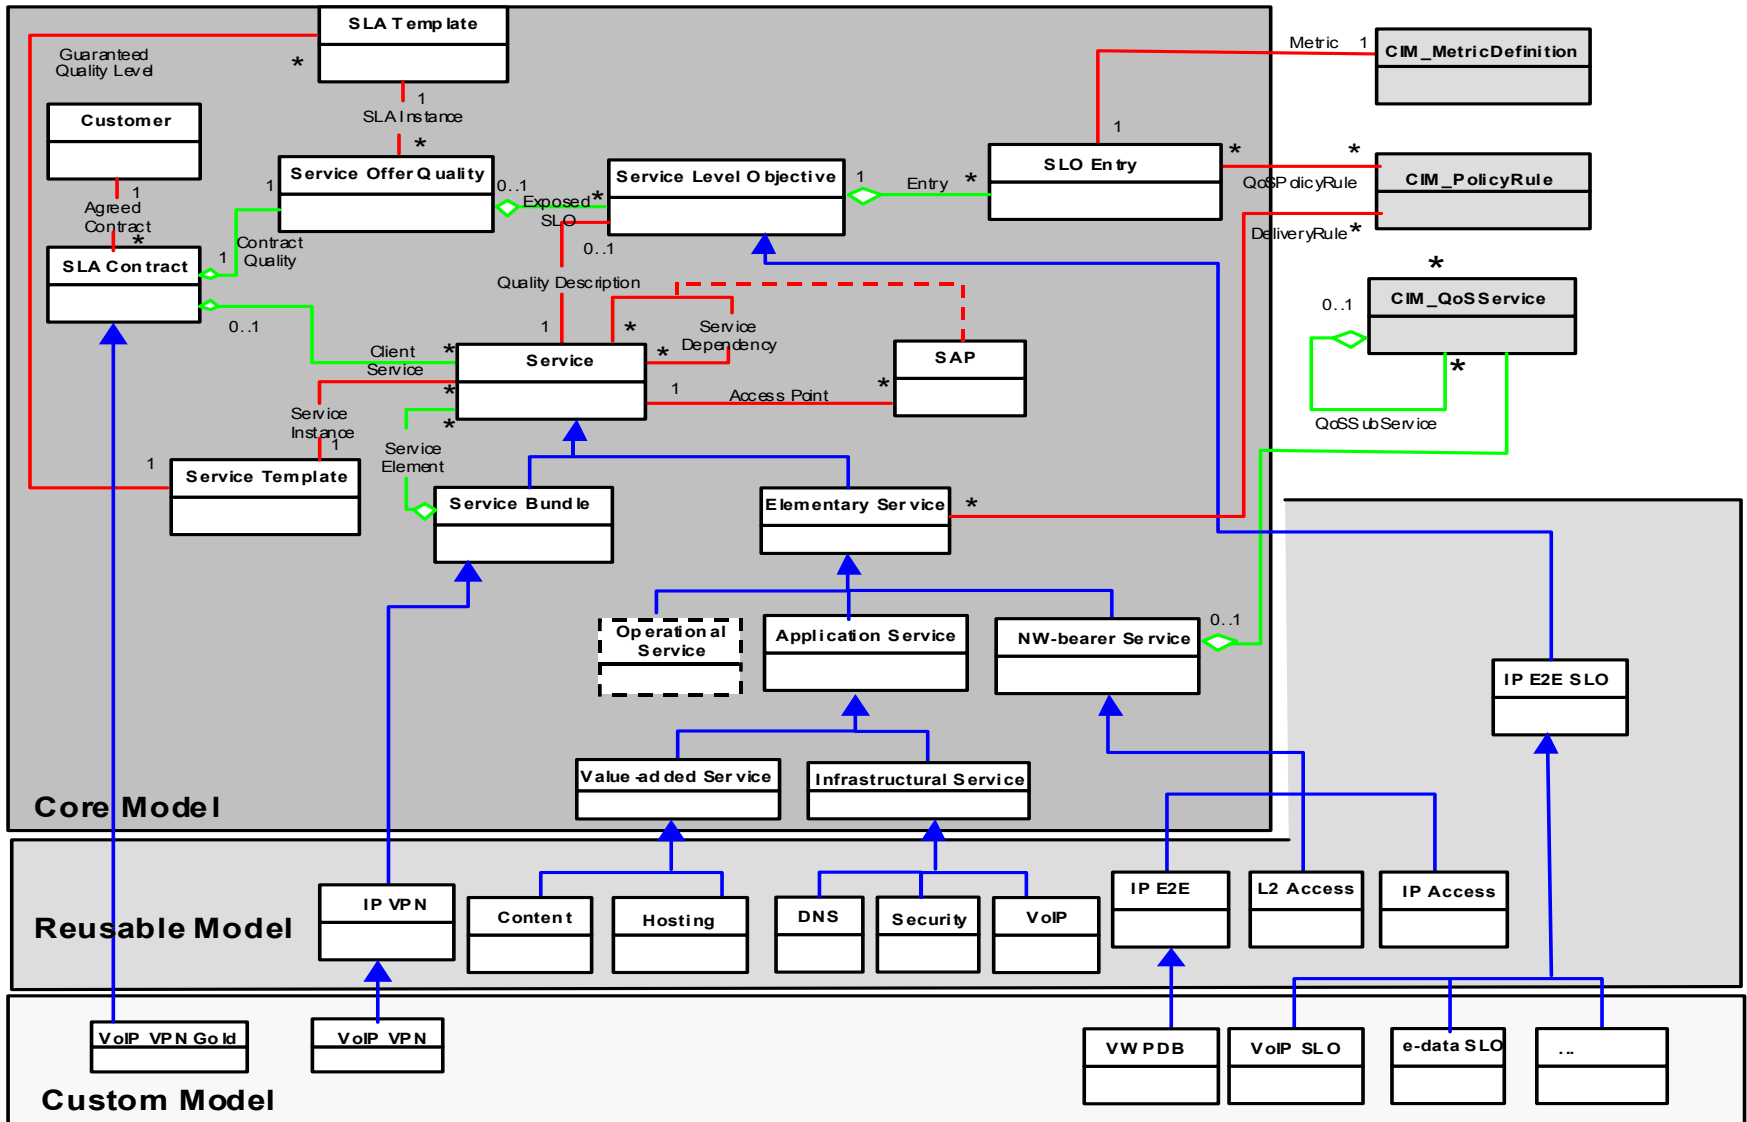 SLA Template
Guaranteed
Quality Level
*
Metric
1
CIM_MetricDefinition
1
SLA Instance
*
Customer
1
Agreed
Contract
*
Service Offer Quality
1
0..1
Exposed
SLO
*
Service Level Objective
1
Entry
*
1
SLO Entry
*
*
QoSPolicyRule
CIM_PolicyRule
DeliveryRule
*
SLA Contract
1
Contract
Quality
0..1
0..1
Quality Description
1
*
CIM_QoSService
0..1
*
QoSSubService
Client
Service
*
*
*
Service
*
*
Service
Dependency
SAP
1
Access Point
*
Service
Instance
1
1
Service Template
Service
Element
Service Bundle
Elementary Service
*
Operational
Service
Application Service
NW-bearer Service
0..1
IP E2E SLO
Value-added Service
Infrastructural Service
Core Model
IP VPN
Content
Hosting
DNS
Security
VoIP
IP E2E
L2 Access
IP Access
Reusable Model
VoIP VPN Gold
VoIP VPN
VW PDB
VoIP SLO
e-data SLO
...
Custom Model